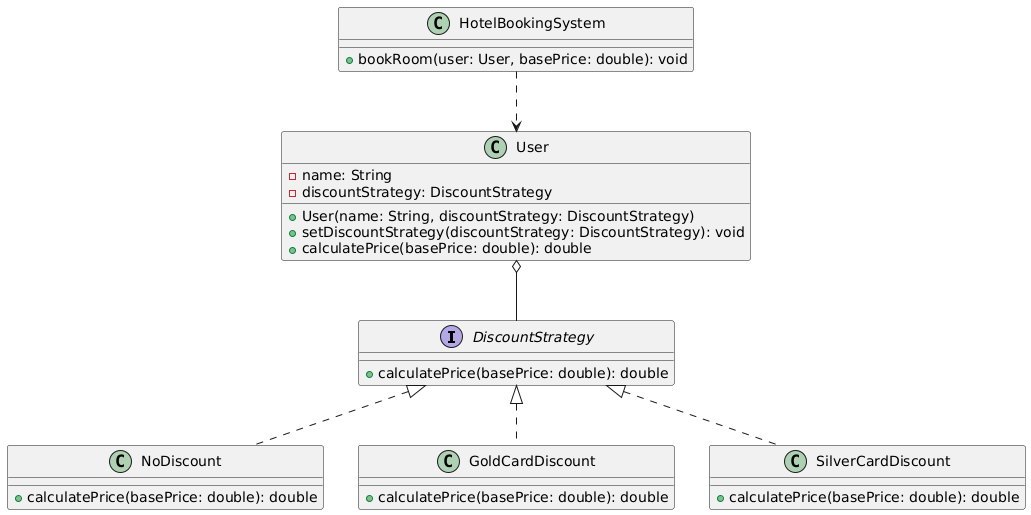 C HotelBookingSystem
bookRoom(user: User, basePrice: double): void
C User
name: String
discountStrategy: DiscountStrategy
User(name: String, discountStrategy: DiscountStrategy)
setDiscountStrategy(discountStrategy: DiscountStrategy): void
calculatePrice(basePrice: double): double
I DiscountStrategy
calculatePrice(basePrice: double): double
C NoDiscount
calculatePrice(basePrice: double): double
C GoldCardDiscount
calculatePrice(basePrice: double): double
C SilverCardDiscount
calculatePrice(basePrice: double): double